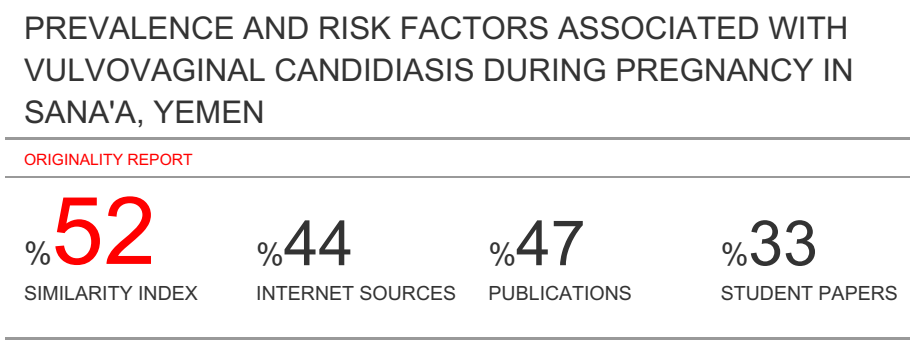 PREVALENCE AND RISK FACTORS ASSOCIATED WITH
VULVOVAGINAL CANDIDIASIS DURING PREGNANCY IN
SANA'A, YEMEN
ORIGINALITY REPORT
%52 %44 %47 %33
SIMILARITY INDEX INTERNET SOURCES PUBLICATIONS STUDENT PAPERS